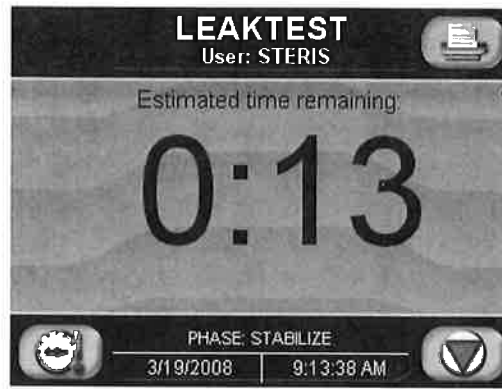 LEAKTEST
User: STERIS
Estimated time remaining:
0:13
PHASE: STABILIZE
3/19/2008 9:13:38 AM